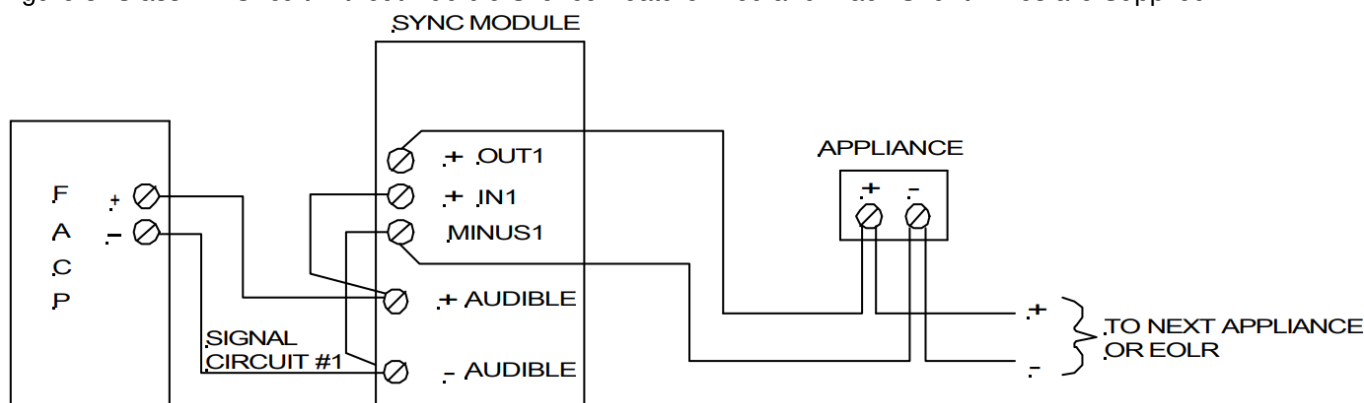 SYNC MODULE
+ OUT1
+ IN1
MINUS1
+ AUDIBLE
- AUDIBLE
F
A
C
P
+
-
SIGNAL
CIRCUIT #1
APPLIANCE
+ -
+
-
TO NEXT APPLIANCE
OR EOLR